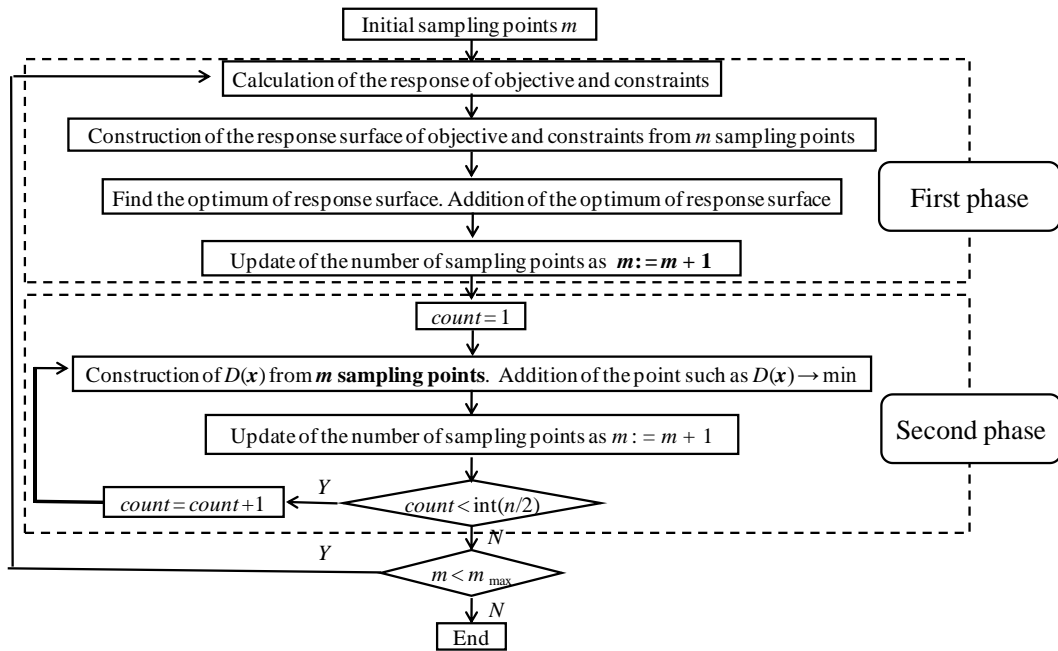 Initial sampling points m
Calculation of the response of objective and constraints
Construction of the response surface of objective and constraints from m sampling points
First phase
Find the optimum of response surface. Addition of the optimum of response surface
Update of the number of sampling points as m:=m + 1
count = 1
Construction of D(x) from m sampling points. Addition of the point such as D(x) → min
Second phase
Update of the number of sampling points as m : = m + 1
Y
count = count +1
count < int(n/2)
N
Y
m < m max
N
End